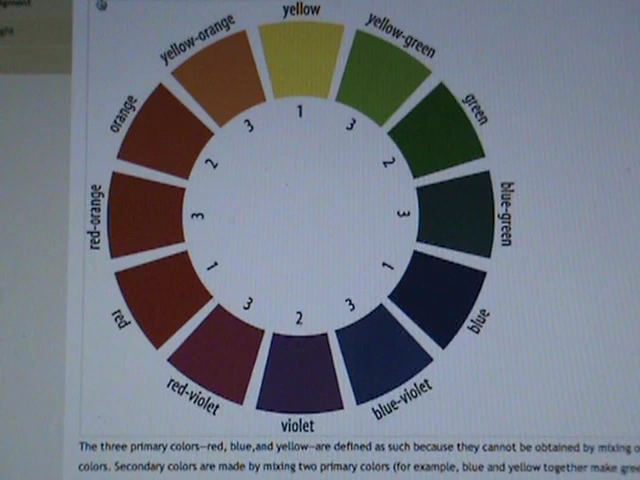 yellow
yellow-orange
yellow-green
orange
green
red-orange
blue-green
red
blue
red-violet
blue-violet
violet
1
3
3
2
2
3
3
1
1
3
3
2
The three primary colors—red, blue,and yellow—are defined as such because they cannot be obtained by mixing
colors. Secondary colors are made by mixing two primary colors (for example, blue and yellow together make